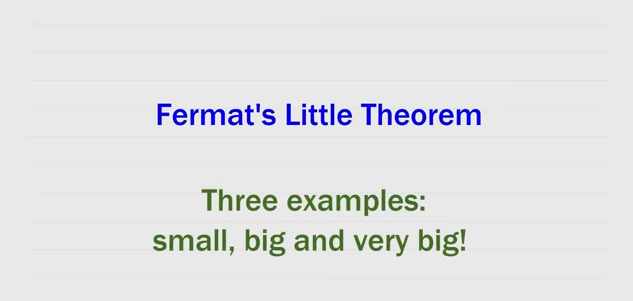 Fermat's Little Theorem
Three examples:
small, big and very big!